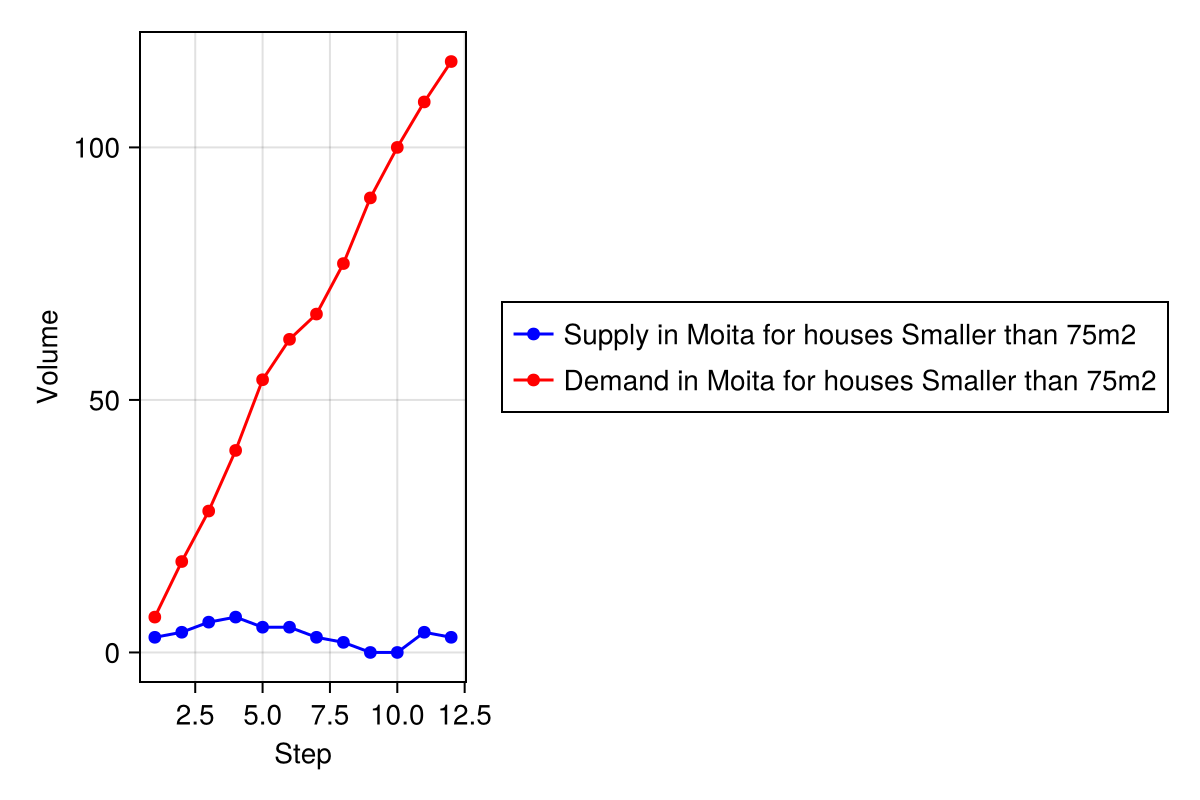 100
50
0
Volume
2.5 5.0 7.5 10.0 12.5
Step
Supply in Moita for houses Smaller than 75m2
Demand in Moita for houses Smaller than 75m2